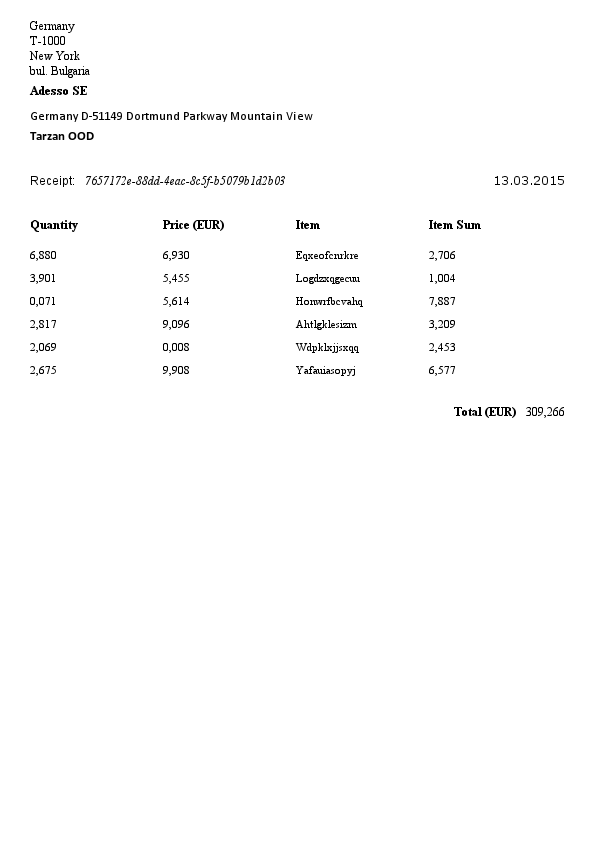 Germany
T-1000
New York
bul. Bulgaria
Adesso SE
Germany D-51149 Dortmund Parkway Mountain View
Tarzan OOD
Receipt: 7657172e-88dd-4eac-8c5f-b5079b1d2b03 13.03.2015
Quantity Price (EUR) Item Item Sum
6,880 6,930 Eqxeofcnrkre 2,706
3,901 5,455 Logdzxqgecuu 1,004
0,071 5,614 Honwrfbcvahq 7,887
2,817 9,096 Ahtlgklesizm 3,209
2,069 0,008 Wdpklxjjsxqq 2,453
2,675 9,908 Yafauiasopyj 6,577
Total (EUR) 309,266